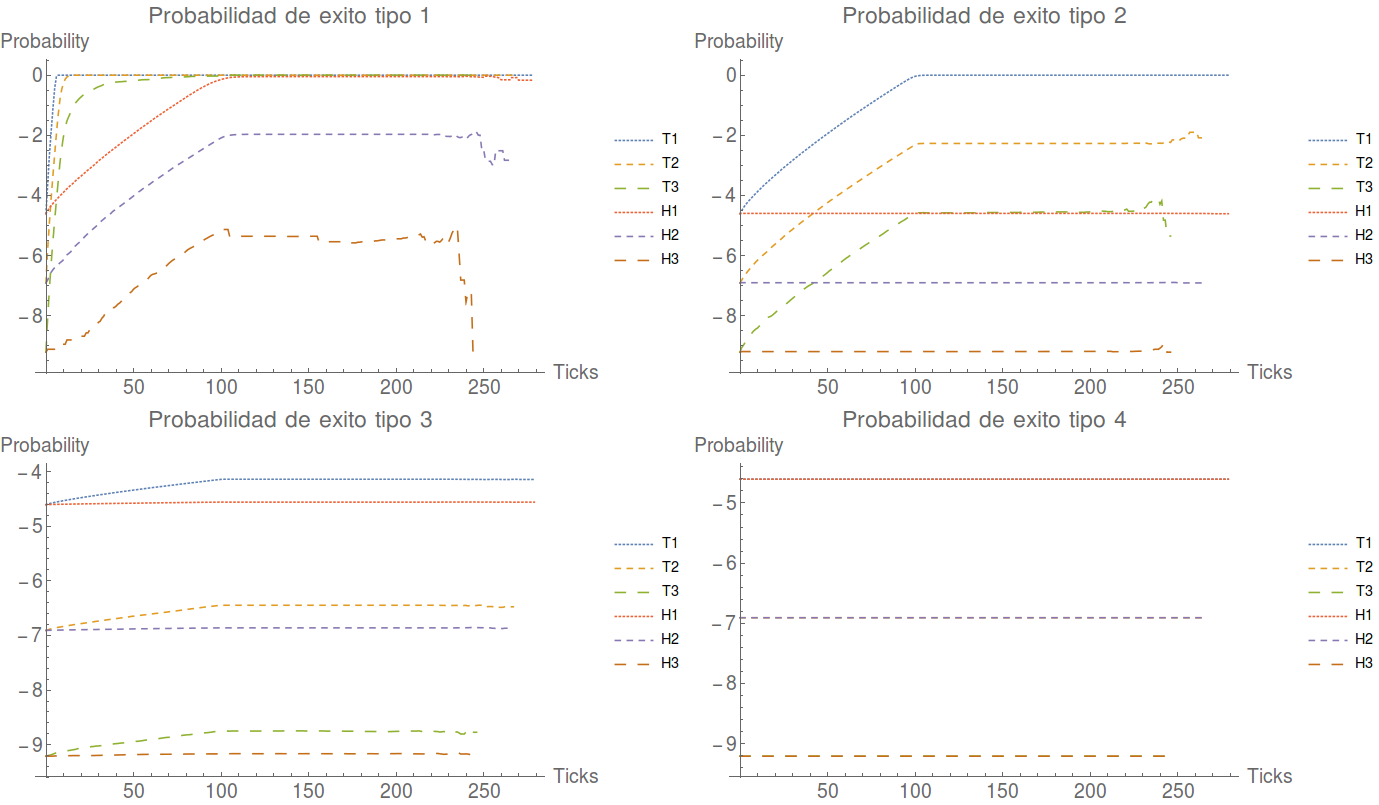 Probabilidad de exito tipo 1
Probability
0
−2
−4
−6
−8
50
100
150
200
250
Ticks
T1
T2
T3
H1
H2
H3
Probabilidad de exito tipo 2
Probability
0
−2
−4
−6
−8
50
100
150
200
250
Ticks
T1
T2
T3
H1
H2
H3
Probabilidad de exito tipo 3
Probability
−4
−5
−6
−7
−8
−9
50
100
150
200
250
Ticks
T1
T2
T3
H1
H2
H3
Probabilidad de exito tipo 4
Probability
−5
−6
−7
−8
−9
50
100
150
200
250
Ticks
T1
T2
T3
H1
H2
H3